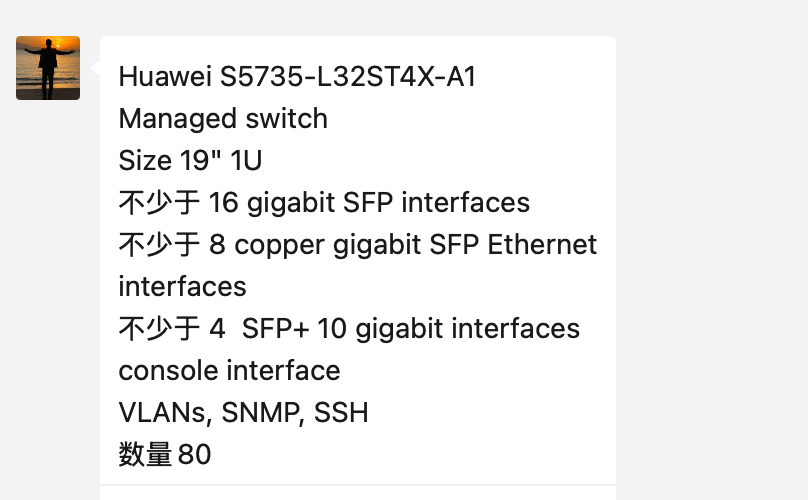 Huawei S5735-L32ST4X-A1
Managed switch
Size 19" 1U
不少于 16 gigabit SFP interfaces
不少于 8 copper gigabit SFP Ethernet
interfaces
不少于 4  SFP+ 10 gigabit interfaces
console interface
VLANs, SNMP, SSH
数量 80